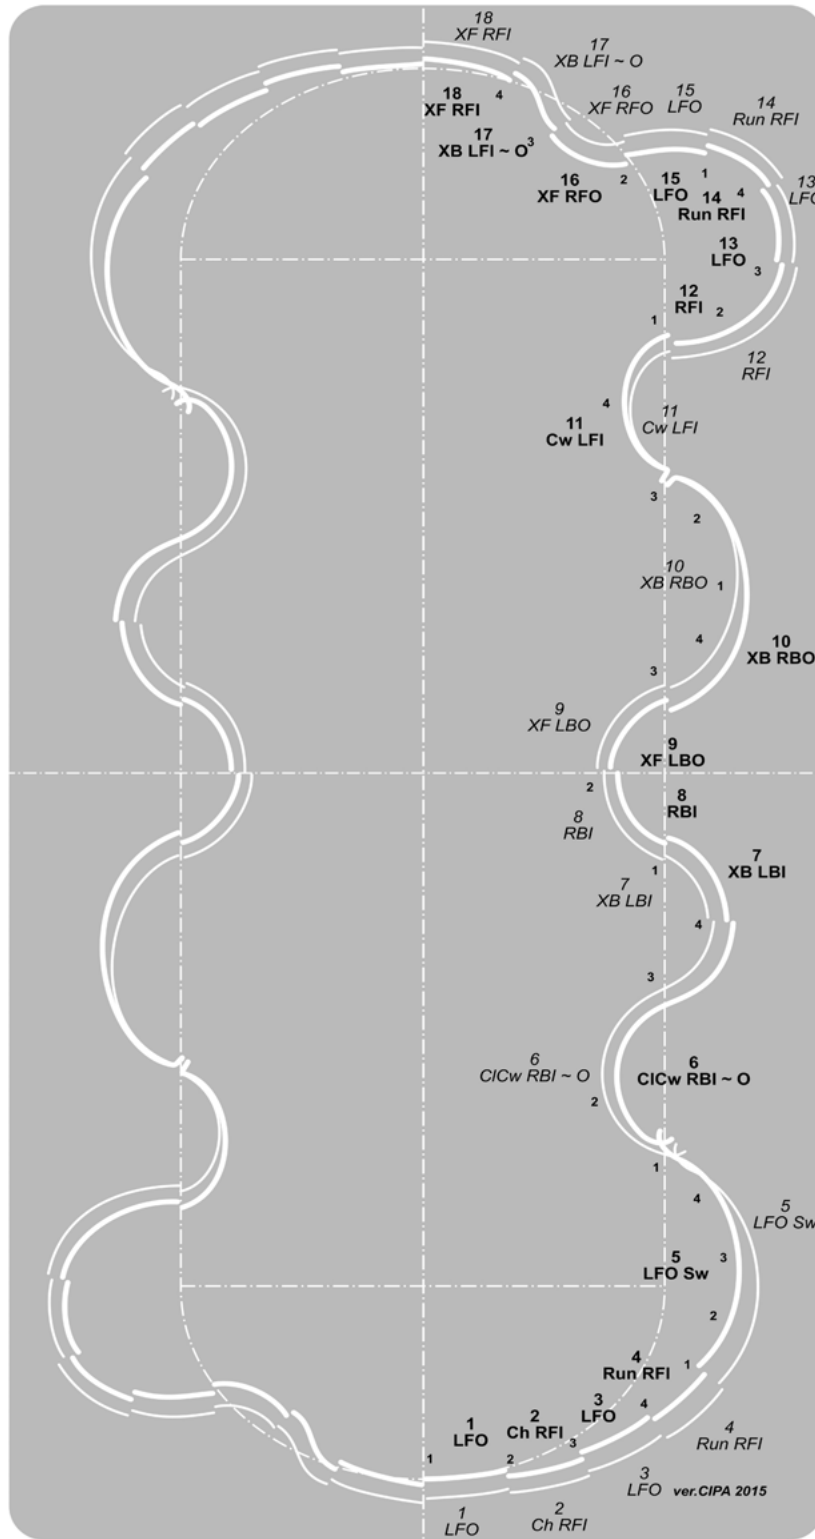 18
XF RFI
17
XB LFI ~ O
16
XF RFO
15
LFO
14
Run RFI
13
LFO
18
XF RFI
4
17
XB LFI ~ O
3
16
XF RFO
2
15
LFO
1
14
Run RFI
4
13
LFO
3
12
RFI
2
1
12
RFI
4
11
Cw LFI
11
Cw LFI
3
2
10
XB RBO
1
4
10
XB RBO
3
9
XF LBO
9
XF LBO
2
8
RBI
8
RBI
7
XB LBI
1
7
XB LBI
4
3
6
ClCw RBI ~ O
6
ClCw RBI ~ O
2
1
4
5
LFO Sw
5
LFO Sw
3
2
4
Run RFI
1
3
LFO
4
2
Ch RFI
3
1
LFO
2
1
4
Run RFI
3
LFO
ver.CIPA 2015
2
Ch RFI
1
LFO